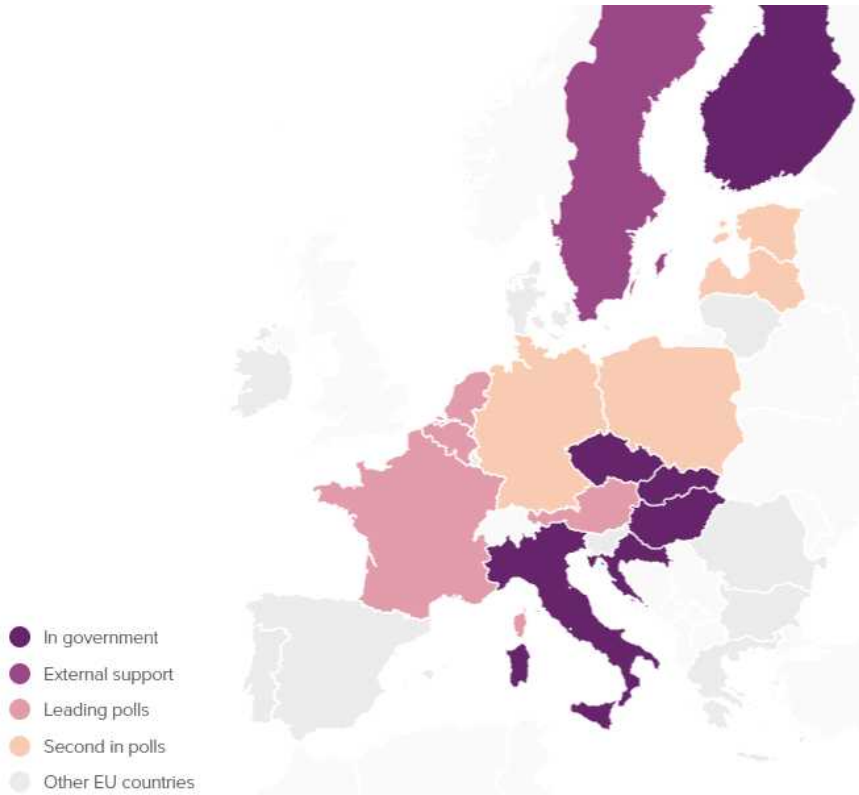 In government
External support
Leading polls
Second in polls
Other EU countries